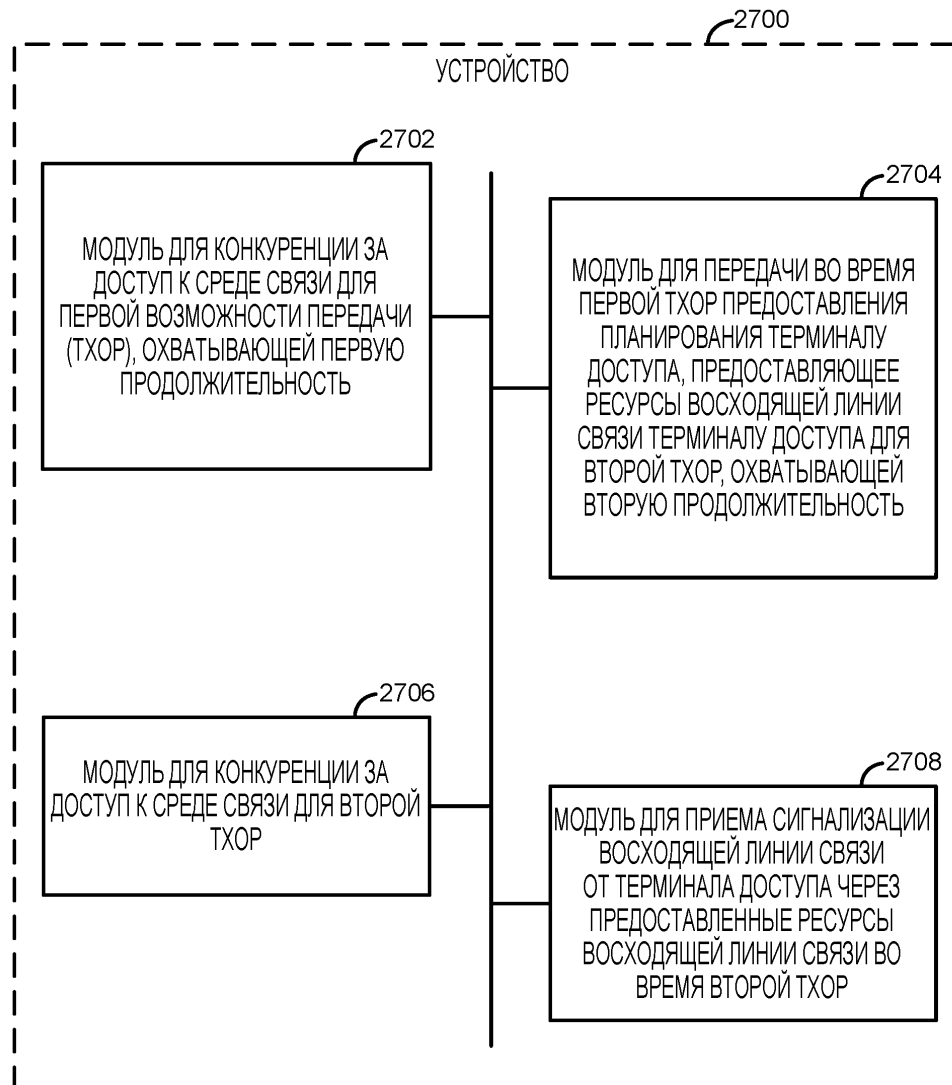 2700
УСТРОЙСТВО
2702
МОДУЛЬ ДЛЯ КОНКУРЕНЦИИ ЗА
ДОСТУП К СРЕДЕ СВЯЗИ ДЛЯ
ПЕРВОЙ ВОЗМОЖНОСТИ ПЕРЕДАЧИ
(TXOP), ОХВАТЫВАЮЩЕЙ ПЕРВУЮ
ПРОДОЛЖИТЕЛЬНОСТЬ
2704
МОДУЛЬ ДЛЯ ПЕРЕДАЧИ ВО ВРЕМЯ
ПЕРВОЙ TXOP ПРЕДОСТАВЛЕНИЯ
ПЛАНИРОВАНИЯ ТЕРМИНАЛУ
ДОСТУПА, ПРЕДОСТАВЛЯЮЩЕЕ
РЕСУРСЫ ВОСХОДЯЩЕЙ ЛИНИИ
СВЯЗИ ТЕРМИНАЛУ ДОСТУПА ДЛЯ
ВТОРОЙ TXOP, ОХВАТЫВАЮЩЕЙ
ВТОРУЮ ПРОДОЛЖИТЕЛЬНОСТЬ
2706
МОДУЛЬ ДЛЯ КОНКУРЕНЦИИ ЗА
ДОСТУП К СРЕДЕ СВЯЗИ ДЛЯ ВТОРОЙ
TXOP
2708
МОДУЛЬ ДЛЯ ПРИЕМА СИГНАЛИЗАЦИИ
ВОСХОДЯЩЕЙ ЛИНИИ СВЯЗИ
ОТ ТЕРМИНАЛА ДОСТУПА ЧЕРЕЗ
ПРЕДОСТАВЛЕННЫЕ РЕСУРСЫ
ВОСХОДЯЩЕЙ ЛИНИИ СВЯЗИ ВО
ВРЕМЯ ВТОРОЙ TXOP